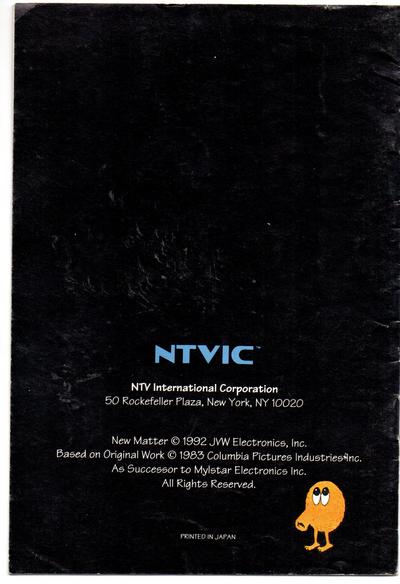 NTVIC™
NTV International Corporation
50 Rockefeller Plaza, New York, NY 10020
New Matter © 1992 JVW Electronics, Inc.
Based on Original Work © 1983 Columbia Pictures Industries, Inc.
As Successor to Mylstar Electronics Inc.
All Rights Reserved.
PRINTED IN JAPAN